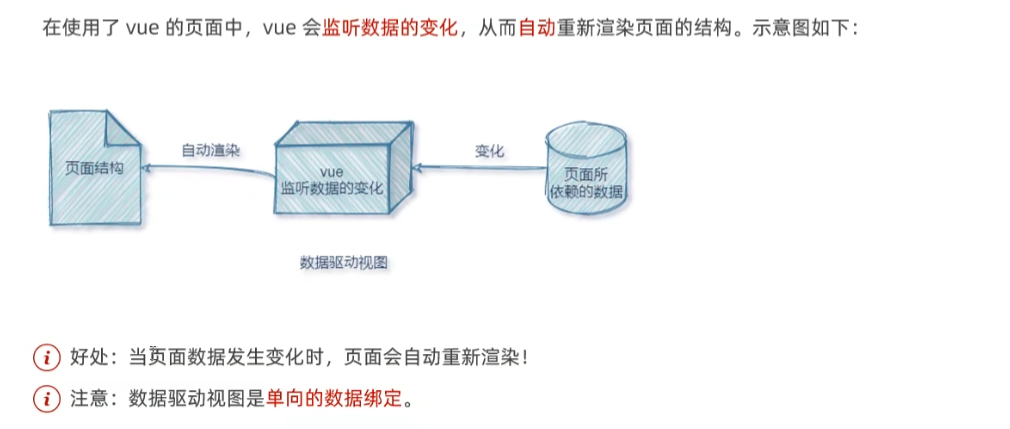 在使用了 vue 的页面中，vue 会监听数据的变化，从而自动重新渲染页面的结构。示意图如下：
页面结构
自动渲染
vue
监听数据的变化
变化
页面所
依赖的数据
数据驱动视图
好处：当页面数据发生变化时，页面会自动重新渲染！
注意：数据驱动视图是单向的数据绑定。